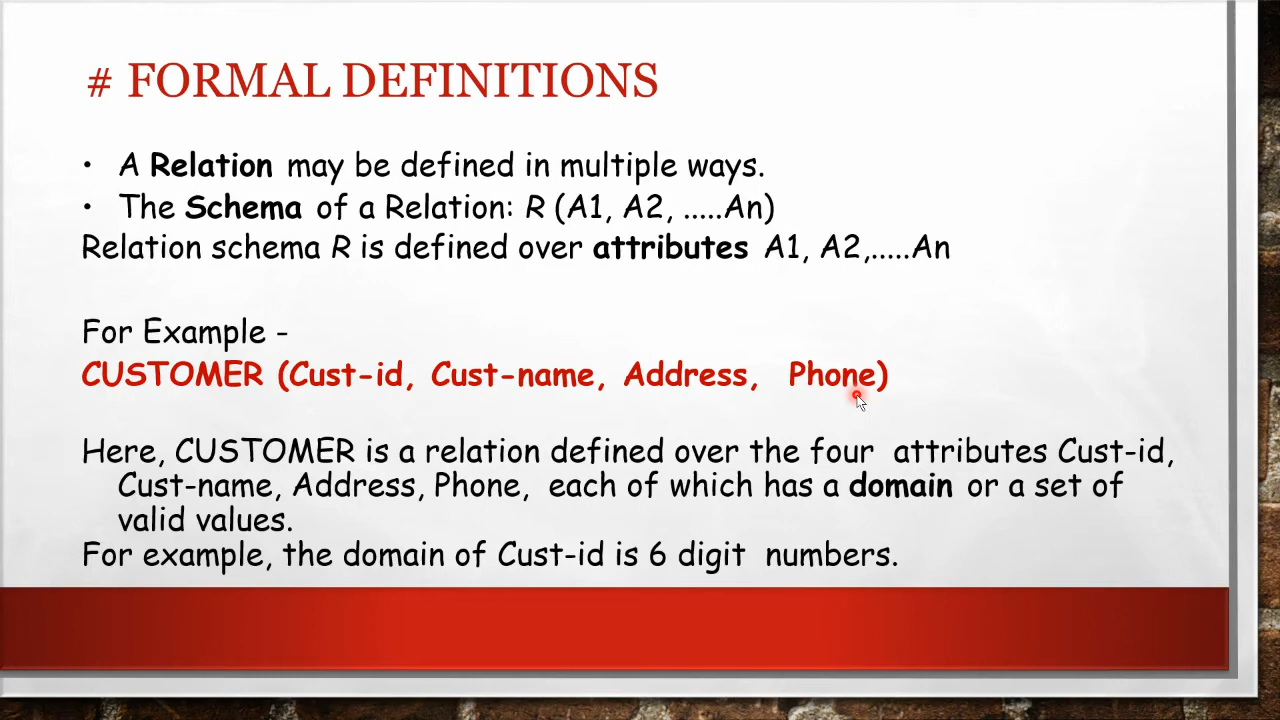 # FORMAL DEFINITIONS
• A Relation may be defined in multiple ways.
• The Schema of a Relation: R (A1, A2, .....An)
Relation schema R is defined over attributes A1, A2,.....An
For Example -
CUSTOMER (Cust-id, Cust-name, Address, Phone)
Here, CUSTOMER is a relation defined over the four attributes Cust-id,
Cust-name, Address, Phone, each of which has a domain or a set of
valid values.
For example, the domain of Cust-id is 6 digit numbers.